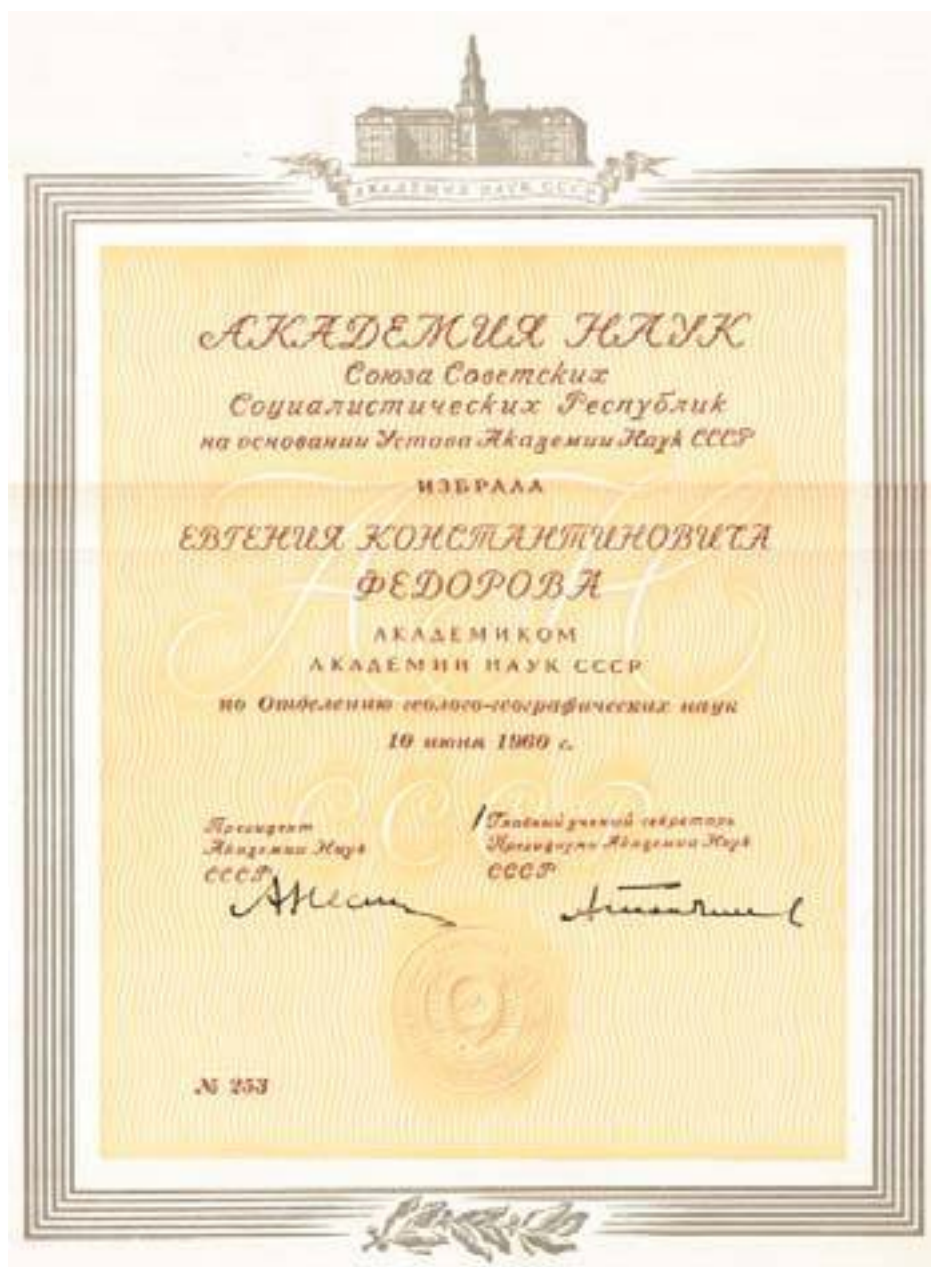 АКАДЕМИЯ НАУК СССР
АКАДЕМИЯ НАУК
Союза Советских
Социалистических Республик
на основании Устава Академии Наук СССР
ИЗБРАЛА
ЕВГЕНИЯ КОНСТАНТИНОВИЧА
ФЕДОРОВА
АКАДЕМИКОМ
АКАДЕМИИ НАУК СССР
по Отделению геолого-географических наук
10 июня 1960 г.
Президент
Академии Наук
СССР
Главный ученый секретарь
Президиума Академии Наук
СССР
№ 253